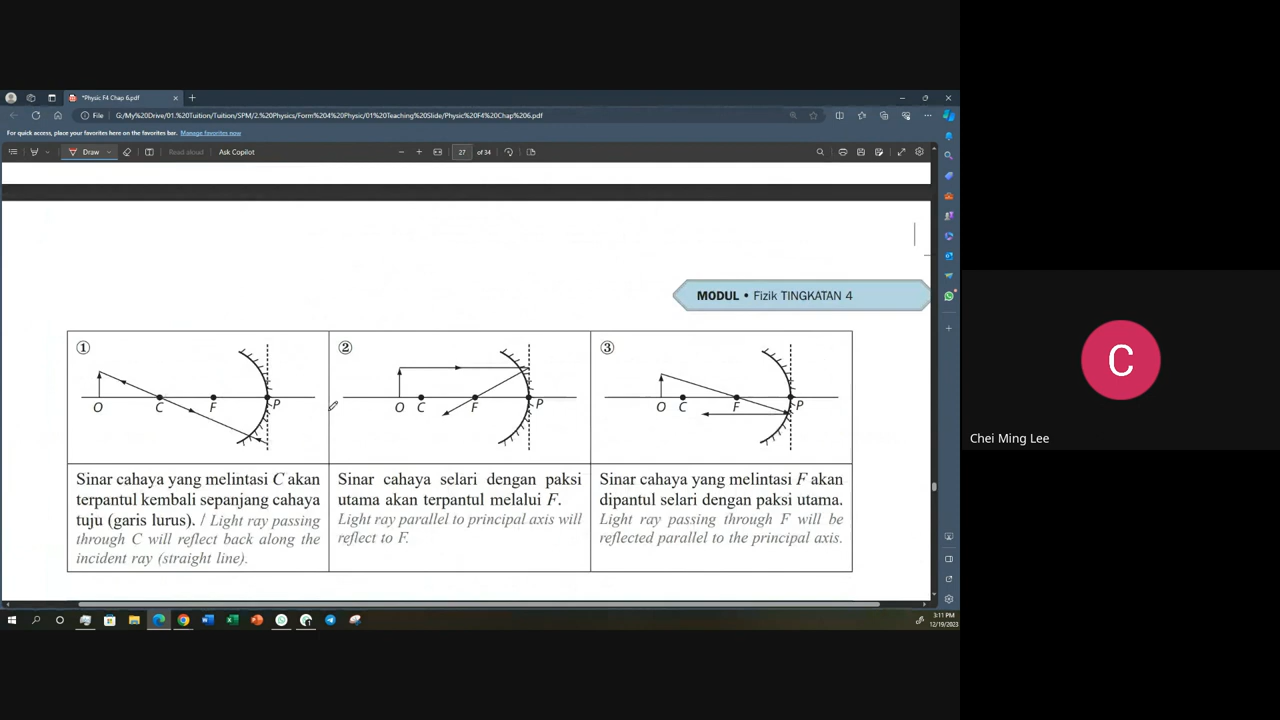 *Physic F4 Chap 6.pdf
File
G:/My%20Drive/01.%20Tuition/Tuition/SPM/2.%20Physics/Form%204%20Physic/01%20Teaching%20Slide/Physic%20F4%20Chap%206.pdf
For quick access, place your favorites here on the favorites bar. Manage favorites now
Draw
Read aloud
Ask Copilot
27
of 34
MODUL • Fizik TINGKATAN 4
①
O
C
F
P
②
O
C
F
P
③
O
C
F
P
Sinar cahaya yang melintasi C akan
terpantul kembali sepanjang cahaya
tuju (garis lurus). / Light ray passing
through C will reflect back along the
incident ray (straight line).
Sinar cahaya selari dengan paksi
utama akan terpantul melalui F.
Light ray parallel to principal axis will
reflect to F.
Sinar cahaya yang melintasi F akan
dipantul selari dengan paksi utama.
Light ray passing through F will be
reflected parallel to the principal axis.
3:11 PM
12/19/2023
C
Chei Ming Lee